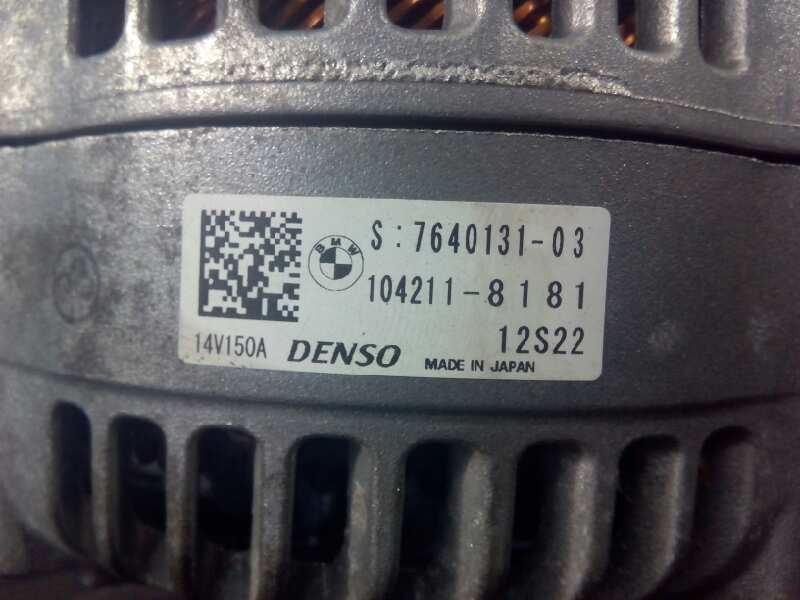 BMW
S:7640131-03
104211-8181
12S22
14V150A DENSO MADE IN JAPAN